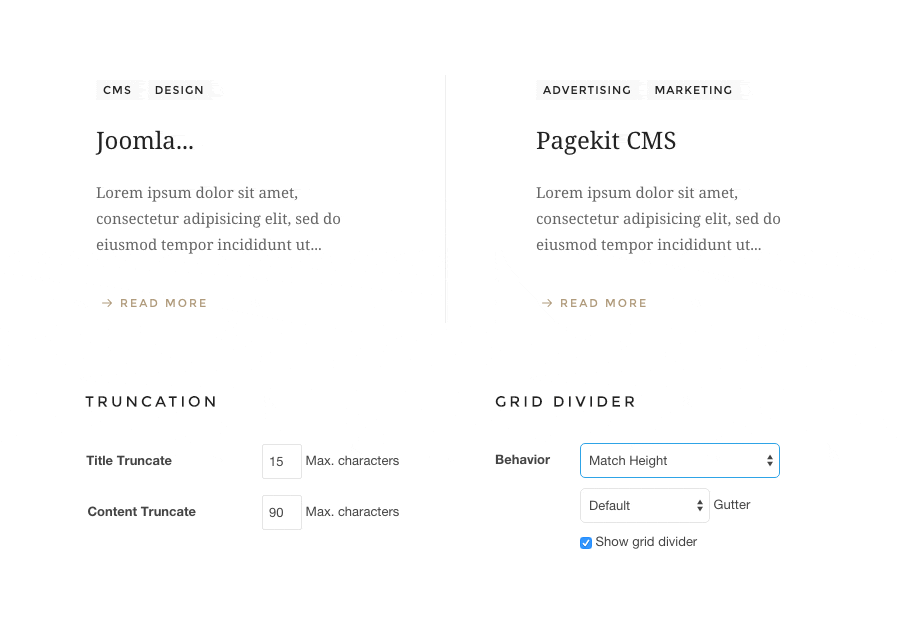 CMS DESIGN
Joomla...
Lorem ipsum dolor sit amet,
consectetur adipisicing elit, sed do
eiusmod tempor incididunt ut...
→ READ MORE
ADVERTISING MARKETING
Pagekit CMS
Lorem ipsum dolor sit amet,
consectetur adipisicing elit, sed do
eiusmod tempor incididunt ut...
→ READ MORE
TRUNCATION
Title Truncate 15 Max. characters
Content Truncate 90 Max. characters
GRID DIVIDER
Behavior Match Height
Default Gutter
Show grid divider